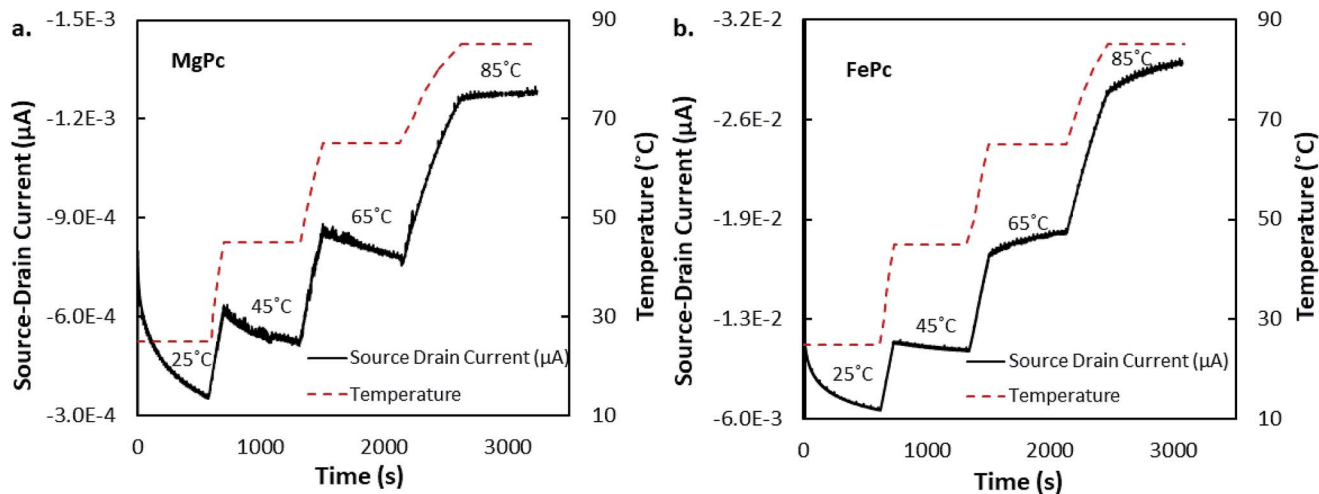 a.
MgPc
Source-Drain Current (μA)
-1.5E-3
-1.2E-3
-9.0E-4
-6.0E-4
-3.0E-4
25˚C
45˚C
65˚C
85˚C
Source Drain Current (μA)
Temperature
90
70
50
30
10
Temperature (˚C)
0
1000
2000
3000
Time (s)
b.
FePc
Source-Drain Current (μA)
-3.2E-2
-2.6E-2
-1.9E-2
-1.3E-2
-6.0E-3
25˚C
45˚C
65˚C
85˚C
Source Drain Current (μA)
Temperature
90
70
50
30
10
Temperature (˚C)
0
1000
2000
3000
Time (s)